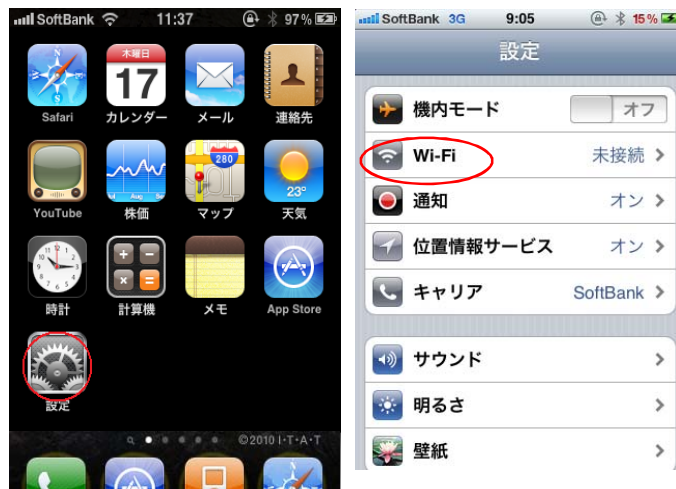 SoftBank 11:37 97%
木曜日
17
Safari カレンダー メール 連絡先
280
23°
YouTube 株価 マップ 天気
時計 計算機 メモ App Store
設定
©2010 I·T·A·T
SoftBank 3G 9:05 15%
設定
機内モード オフ
Wi-Fi 未接続
通知 オン
位置情報サービス オン
キャリア SoftBank
サウンド
明るさ
壁紙